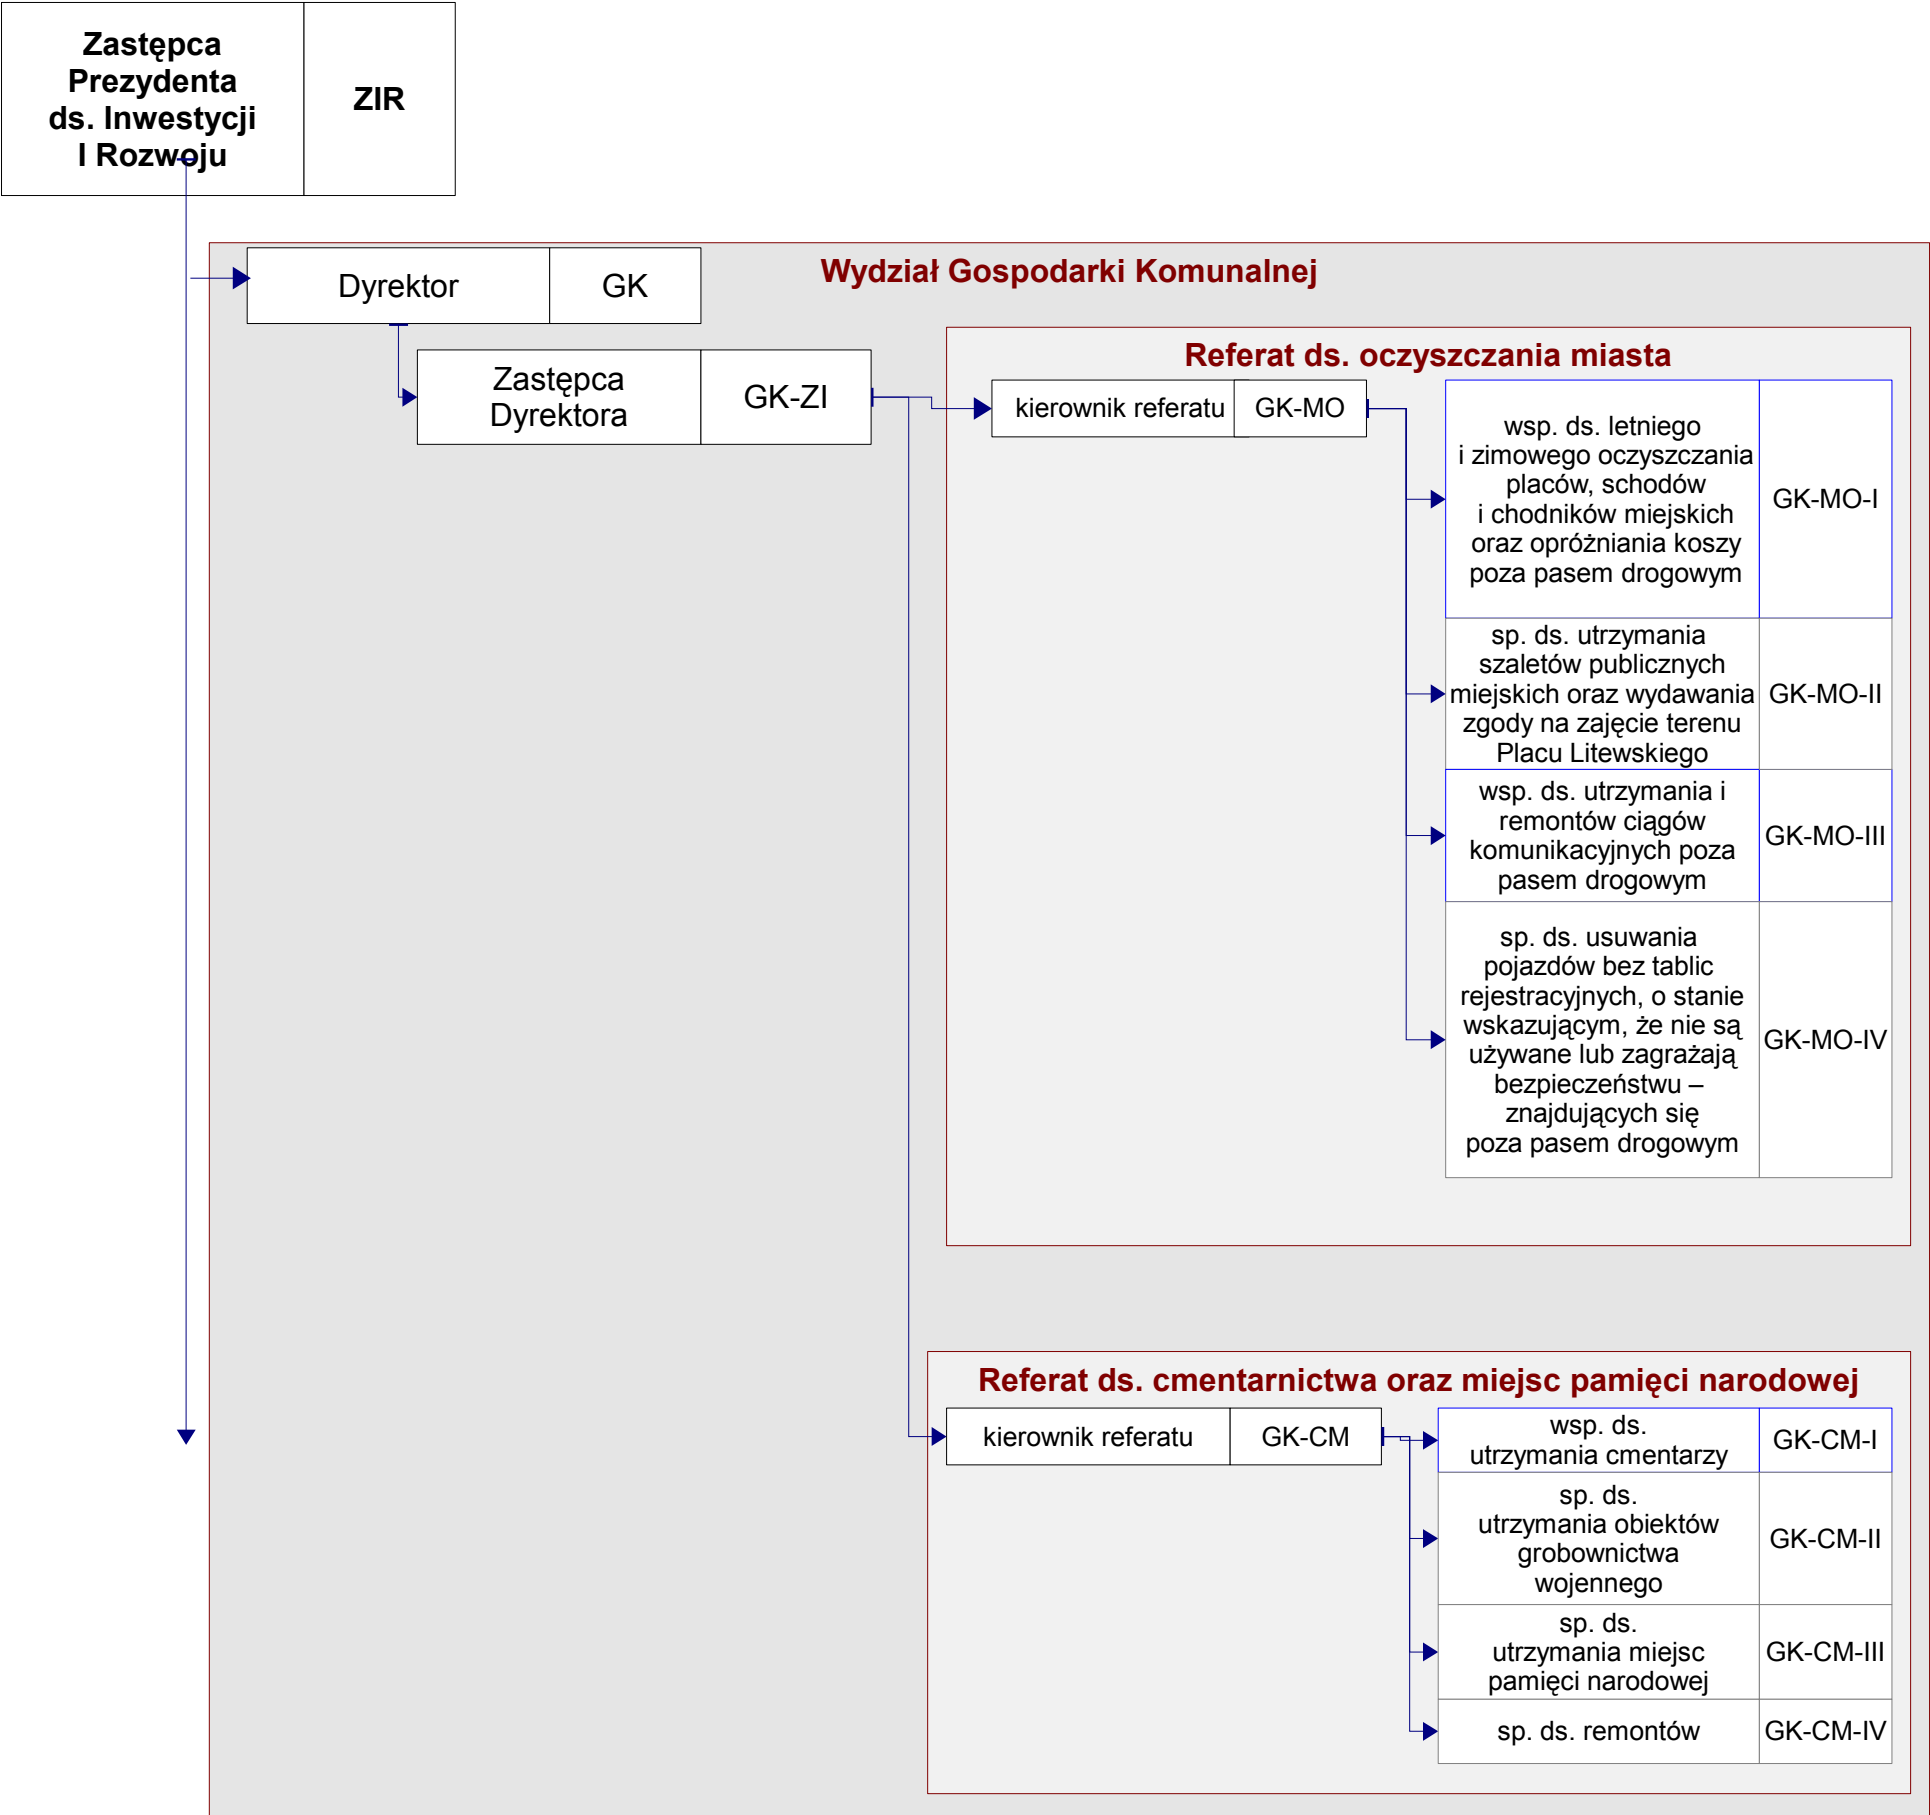 Zastępca
Prezydenta
ds. Inwestycji
I Rozwoju
ZIR
Wydział Gospodarki Komunalnej
Dyrektor
GK
Zastępca
Dyrektora
GK-ZI
Referat ds. oczyszczania miasta
kierownik referatu
GK-MO
wsp. ds. letniego
i zimowego oczyszczania
placów, schodów
i chodników miejskich
oraz opróżniania koszy
poza pasem drogowym
GK-MO-I
sp. ds. utrzymania
szaletów publicznych
miejskich oraz wydawania
zgody na zajęcie terenu
Placu Litewskiego
GK-MO-II
wsp. ds. utrzymania i
remontów ciągów
komunikacyjnych poza
pasem drogowym
GK-MO-III
sp. ds. usuwania
pojazdów bez tablic
rejestracyjnych, o stanie
wskazującym, że nie są
używane lub zagrażają
bezpieczeństwu –
znajdujących się
poza pasem drogowym
GK-MO-IV
Referat ds. cmentarnictwa oraz miejsc pamięci narodowej
kierownik referatu
GK-CM
wsp. ds.
utrzymania cmentarzy
GK-CM-I
sp. ds.
utrzymania obiektów
grobownictwa
wojennego
GK-CM-II
sp. ds.
utrzymania miejsc
pamięci narodowej
GK-CM-III
sp. ds. remontów
GK-CM-IV